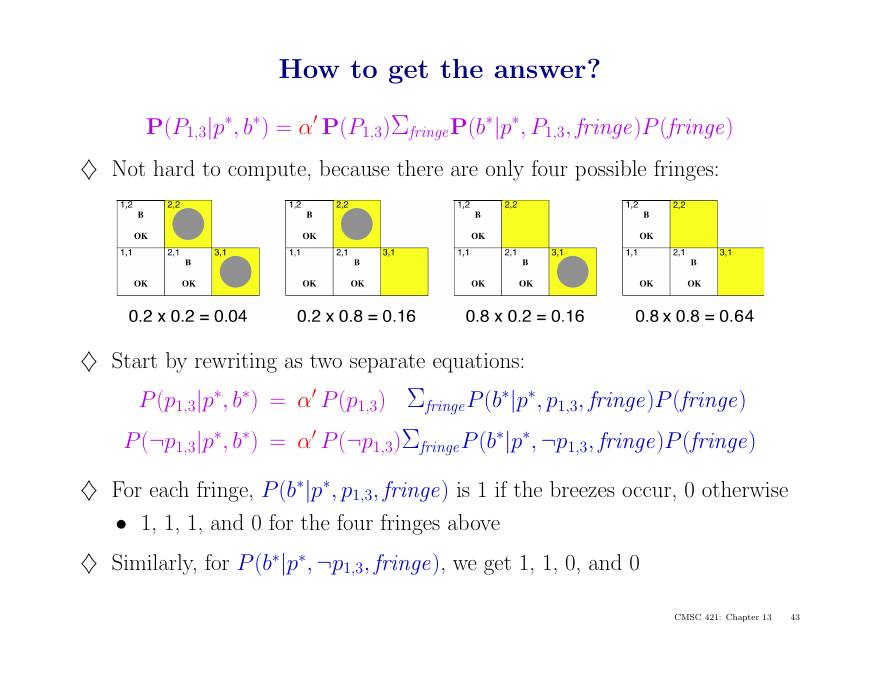 How to get the answer?
P(P1,3|p*, b*) = α′ P(P1,3)ΣfringeP(b*|p*, P1,3, fringe)P(fringe)
♢ Not hard to compute, because there are only four possible fringes:
1,2 B OK 2,2 1,2 B OK 2,2 1,2 B OK 2,2 1,2 B OK 2,2
1,1 OK 2,1 B OK 3,1 1,1 OK 2,1 B OK 3,1 1,1 OK 2,1 B OK 3,1 1,1 OK 2,1 B OK 3,1
0.2 x 0.2 = 0.04 0.2 x 0.8 = 0.16 0.8 x 0.2 = 0.16 0.8 x 0.8 = 0.64
♢ Start by rewriting as two separate equations:
P(p1,3|p*, b*) = α′ P(p1,3) ΣfringeP(b*|p*, p1,3, fringe)P(fringe)
P(¬p1,3|p*, b*) = α′ P(¬p1,3)ΣfringeP(b*|p*, ¬p1,3, fringe)P(fringe)
♢ For each fringe, P(b*|p*, p1,3, fringe) is 1 if the breezes occur, 0 otherwise
• 1, 1, 1, and 0 for the four fringes above
♢ Similarly, for P(b*|p*, ¬p1,3, fringe), we get 1, 1, 0, and 0
CMSC 421: Chapter 13 43